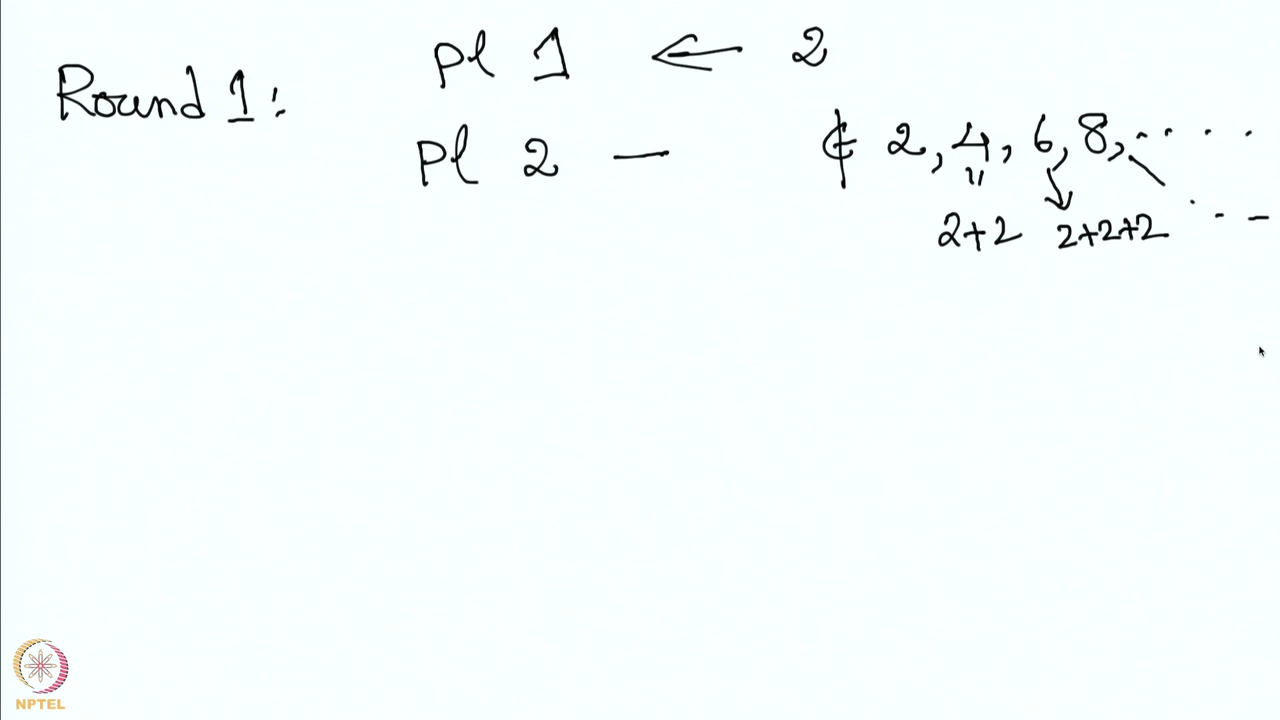 Round 1: Pl 1 ← 2
Pl 2 — ¢ 2, 4, 6, 8, ....
" 
2+2 2+2+2 ...
NPTEL